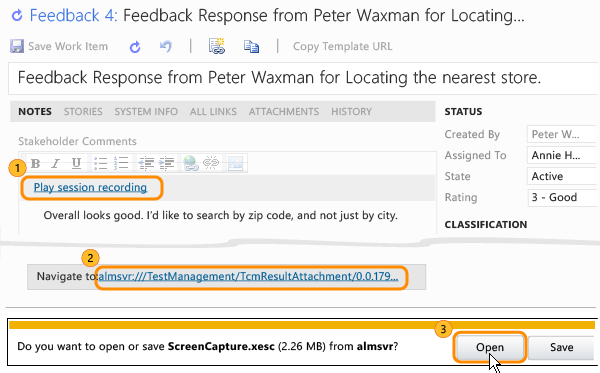 Feedback 4: Feedback Response from Peter Waxman for Locating...
Save Work Item Copy Template URL
Feedback Response from Peter Waxman for Locating the nearest store.
NOTES STORIES SYSTEM INFO ALL LINKS ATTACHMENTS HISTORY
STATUS
Stakeholder Comments
Created By Peter W...
B I U
Assigned To Annie H...
1
Play session recording
State Active
Rating 3 - Good
Overall looks good. I'd like to search by zip code, and not just by city.
CLASSIFICATION
2
Navigate to:almsvr:///TestManagement/TcmResultAttachment/0.0.179...
3
Do you want to open or save ScreenCapture.xesc (2.26 MB) from almsvr? Open Save